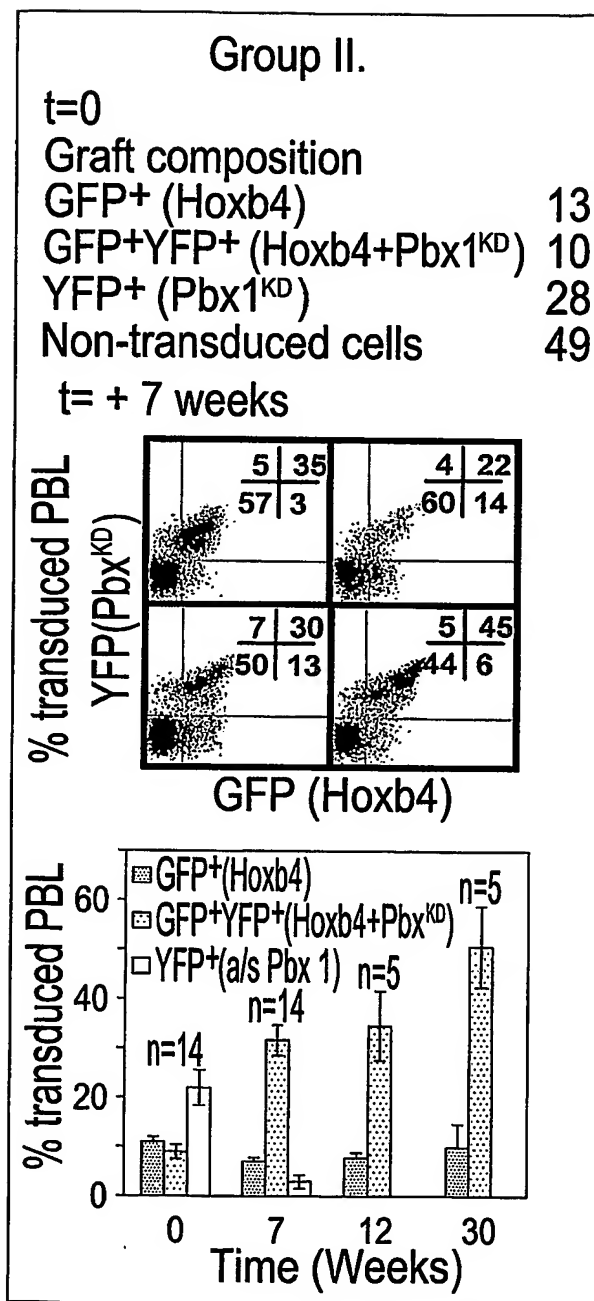 Group II.
t=0
Graft composition
GFP+ (Hoxb4) 13
GFP+YFP+ (Hoxb4+Pbx1KD) 10
YFP+ (Pbx1KD) 28
Non-transduced cells 49
t= + 7 weeks
% transduced PBL
YFP(PbxKD)
5 35
57 3
4 22
60 14
7 30
50 13
5 45
44 6
GFP (Hoxb4)
% transduced PBL
60
40
20
0
GFP+(Hoxb4)
GFP+YFP+(Hoxb4+PbxKD)
YFP+(a/s Pbx 1)
n=14
n=14
n=5
n=5
0 7 12 30
Time (Weeks)